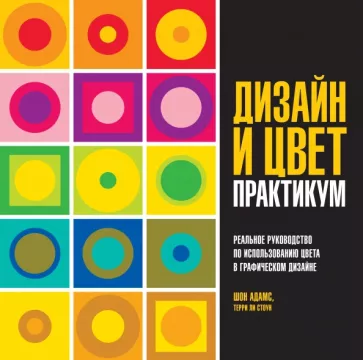 ДИЗАЙН
И ЦВЕТ
ПРАКТИКУМ
РЕАЛЬНОЕ РУКОВОДСТВО
ПО ИСПОЛЬЗОВАНИЮ ЦВЕТА
В ГРАФИЧЕСКОМ ДИЗАЙНЕ
ШОН АДАМС,
ТЕРРИ ЛИ СТОУН